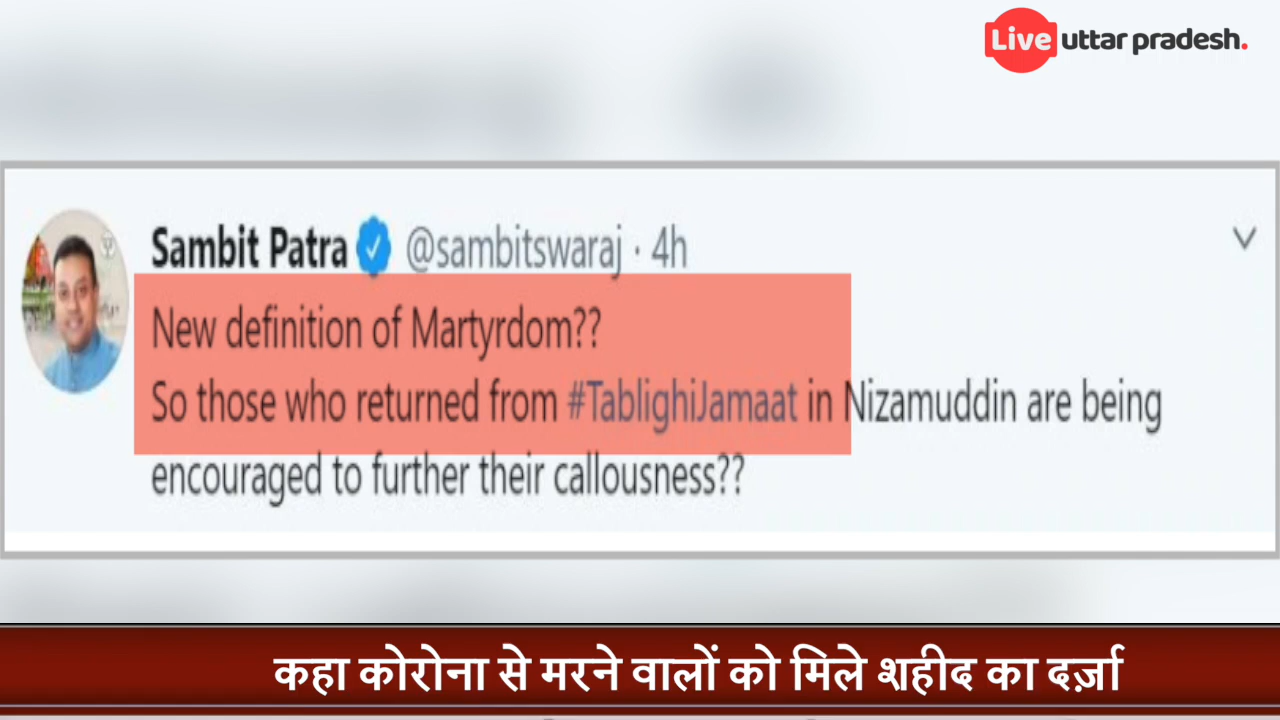 Live uttar pradesh.
Sambit Patra @sambitswaraj · 4h
New definition of Martyrdom??
So those who returned from #TablighiJamaat in Nizamuddin are being
encouraged to further their callousness??
कहा कोरोना से मरने वालों को मिले शहीद का दर्ज़ा